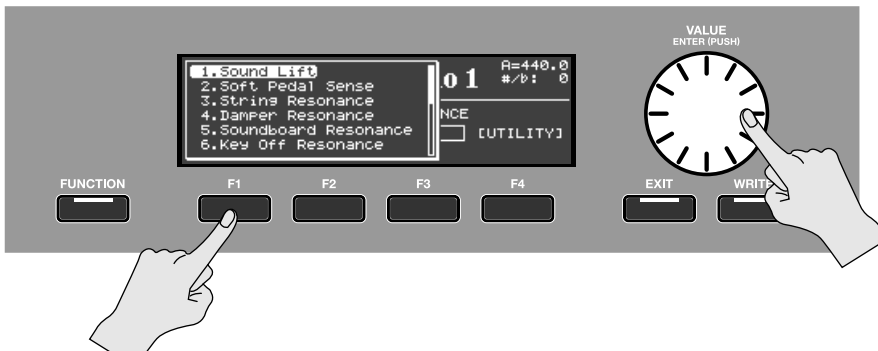 VALUE
ENTER (PUSH)
1.Sound Lift
2.Soft Pedal Sense
3.String Resonance
4.Damper Resonance
5.Soundboard Resonance
6.Key Off Resonance
o 1
A=440.0
#/b: 0
NCE
[UTILITY]
FUNCTION
F1
F2
F3
F4
EXIT
WRITE